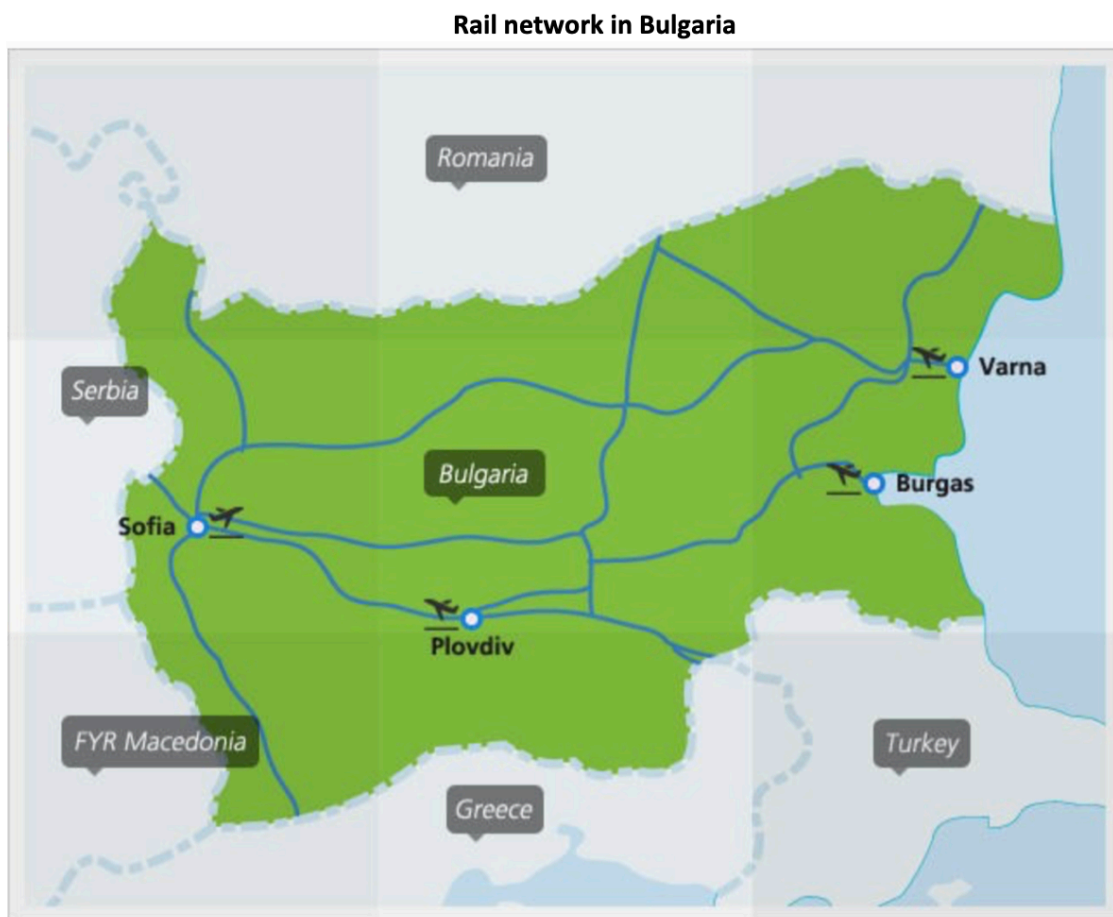 Rail network in Bulgaria
Romania
Varna
Serbia
Bulgaria
Burgas
Sofia
Plovdiv
FYR Macedonia
Turkey
Greece